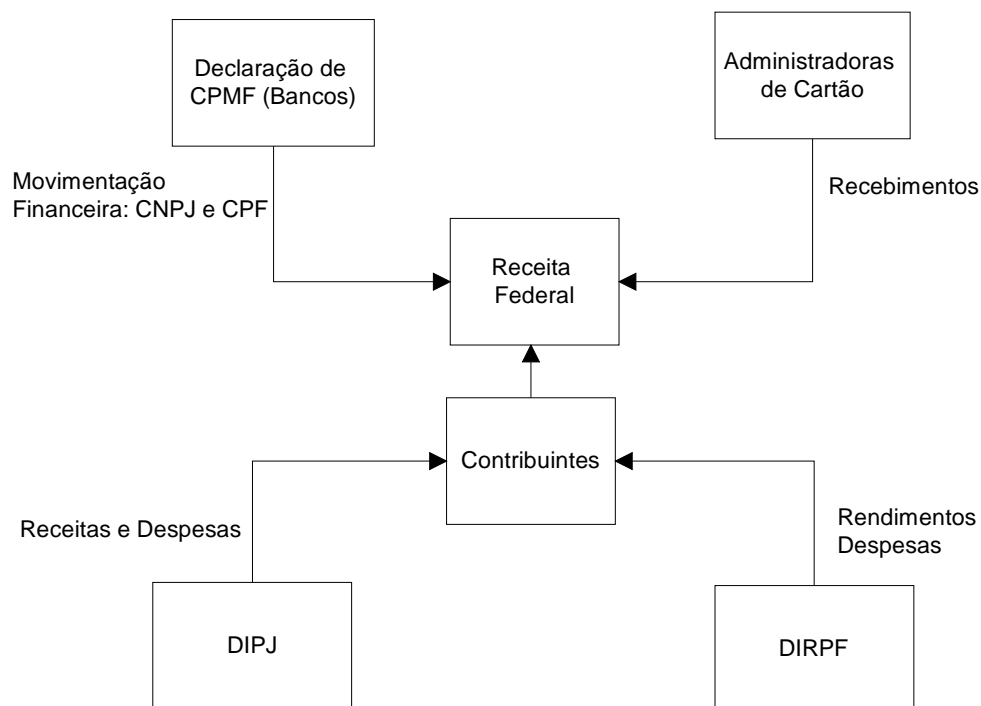 Declaração de
CPMF (Bancos)
Administradoras
de Cartão
Movimentação
Financeira: CNPJ e CPF
Recebimentos
Receita
Federal
Contribuintes
Receitas e Despesas
Rendimentos
Despesas
DIPJ
DIRPF